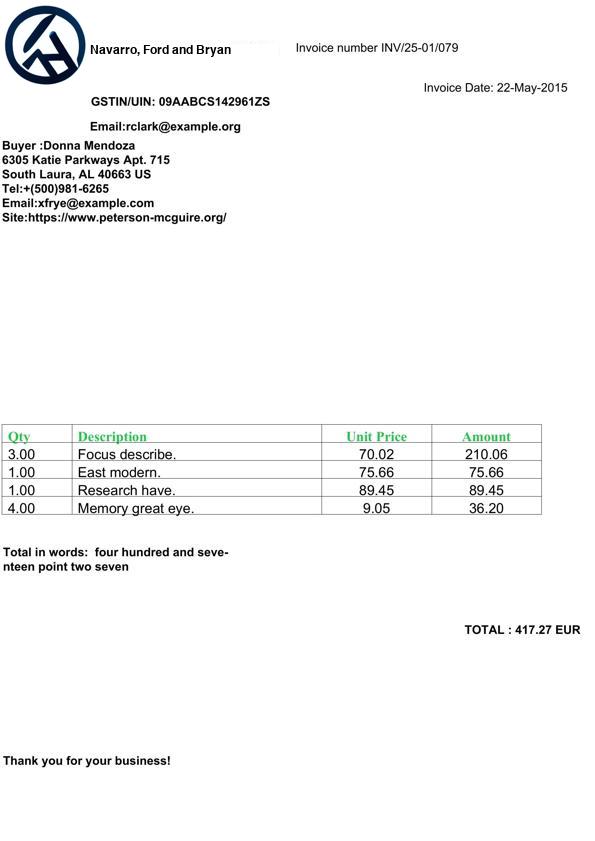 Navarro, Ford and Bryan
Invoice number INV/25-01/079
Invoice Date: 22-May-2015
GSTIN/UIN: 09AABCS142961ZS
Email:rclark@example.org
Buyer :Donna Mendoza
6305 Katie Parkways Apt. 715
South Laura, AL 40663 US
Tel:+(500)981-6265
Email:xfrye@example.com
Site:https://www.peterson-mcguire.org/
Qty Description Unit Price Amount
3.00 Focus describe. 70.02 210.06
1.00 East modern. 75.66 75.66
1.00 Research have. 89.45 89.45
4.00 Memory great eye. 9.05 36.20
Total in words:  four hundred and seve-
nteen point two seven
TOTAL : 417.27 EUR
Thank you for your business!